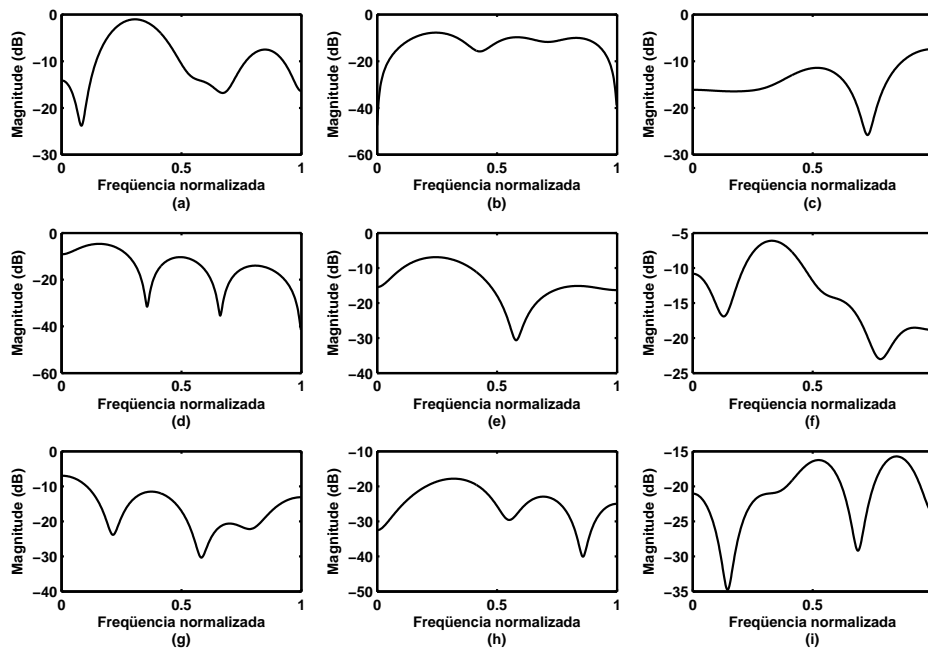 0
−10
−20
−30
Magnitude (dB)
0 0.5 1
Freqüencia normalizada
(a)
0
−20
−40
−60
Magnitude (dB)
0 0.5 1
Freqüencia normalizada
(b)
0
−10
−20
−30
Magnitude (dB)
0 0.5
Freqüencia normalizada
(c)
0
−20
−40
−60
Magnitude (dB)
0 0.5 1
Freqüencia normalizada
(d)
0
−10
−20
−30
−40
Magnitude (dB)
0 0.5 1
Freqüencia normalizada
(e)
−5
−10
−15
−20
−25
Magnitude (dB)
0 0.5
Freqüencia normalizada
(f)
0
−10
−20
−30
−40
Magnitude (dB)
0 0.5 1
Freqüencia normalizada
(g)
−10
−20
−30
−40
−50
Magnitude (dB)
0 0.5 1
Freqüencia normalizada
(h)
−15
−20
−25
−30
−35
Magnitude (dB)
0 0.5
Freqüencia normalizada
(i)